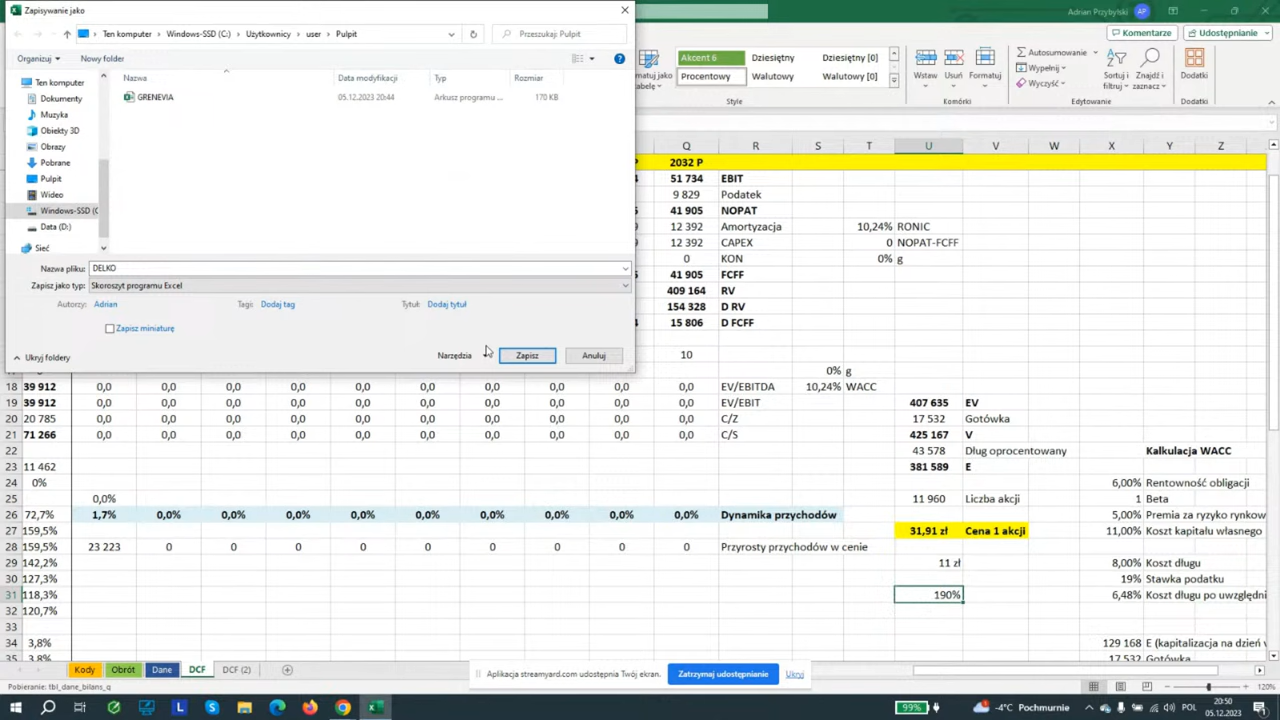 Zapisywanie jako
Adrian Przybylski AP
Ten komputer > Windows-SSD (C:) > Użytkownicy > user > Pulpit
Przeszukaj: Pulpit
Komentarze
Udostępnianie
Organizuj
New folder
Ten komputer
Dokumenty
Muzyka
Obiekty 3D
Obrazy
Pobrane
Pulpit
Wideo
Windows-SSD (C
Data (D:)
Sieć
Nazwa Data modyfikacji Typ Rozmiar
GRENEVIA 05.12.2023 20:44 Arkusz programu ... 170 KB
Nazwa pliku: DELKO
Zapisz jako typ: Skoroszyt programu Excel
Autorzy: Adrian Tagi: Dodaj tag Tytuł: Dodaj tytuł
Zapisz miniaturę
Ukryj foldery
Narzędzia Zapisz Anuluj
Akcent 6 Dziesiętny Dziesiętny [0]
Procentowy Walutowy Walutowy [0]
Style
Wstaw Usuń Formatuj
Komórki
Autosumowanie
Wypełnij
Wyczyść
Sortuj i filtruj
Znajdź i zaznacz
Edytowanie
Dodatki
Dodatki
Q R S T U V W X Y Z
2032 P
51 734 EBIT
9 829 Podatek
41 905 NOPAT
12 392 Amortyzacja 10,24% RONIC
12 392 CAPEX 0 NOPAT-FCFF
0 KON 0% g
41 905 FCFF
409 164 RV
154 328 D RV
15 806 D FCFF
10
0% g
18 39 912 0,0 0,0 0,0 0,0 0,0 0,0 0,0 0,0 0,0 0,0 EV/EBITDA 10,24% WACC
19 39 912 0,0 0,0 0,0 0,0 0,0 0,0 0,0 0,0 0,0 0,0 EV/EBIT 407 635 EV
20 20 785 0,0 0,0 0,0 0,0 0,0 0,0 0,0 0,0 0,0 0,0 C/Z 17 532 Gotówka
21 71 266 0,0 0,0 0,0 0,0 0,0 0,0 0,0 0,0 0,0 0,0 C/S 425 167 V
22 43 578 Dług oprocentowany Kalkulacja WACC
23 11 462 381 589 E
24 0% 6,00% Rentowność obligacji
25 0,0% 11 960 Liczba akcji 1 Beta
26 72,7% 1,7% 0,0% 0,0% 0,0% 0,0% 0,0% 0,0% 0,0% 0,0% 0,0% Dynamika przychodów 5,00% Premia za ryzyko rynkow
27 159,5% 31,91 zł Cena 1 akcji 11,00% Koszt kapitału własnego
28 159,5% 23 223 0 0 0 0 0 0 0 0 0 Przyrosty przychodów w cenie
29 142,2% 11 zł 8,00% Koszt długu
30 127,3% 19% Stawka podatku
31 118,3% 190% 6,48% Koszt długu po uwzględni
32 120,7%
33
34 3,8% 129 168 E (kapitalizacja na dzień w
35 3,8% 17 532 Gotówka
Kody Obrót Dane DCF DCF (2)
Aplikacja streamyard.com udostępnia Twój ekran. Zatrzymaj udostępnianie Ukryj
Pobieranie: tbl_dane_bilans_q
120%
99%
-4°C Pochmurnie
POL
20:50
05.12.2023